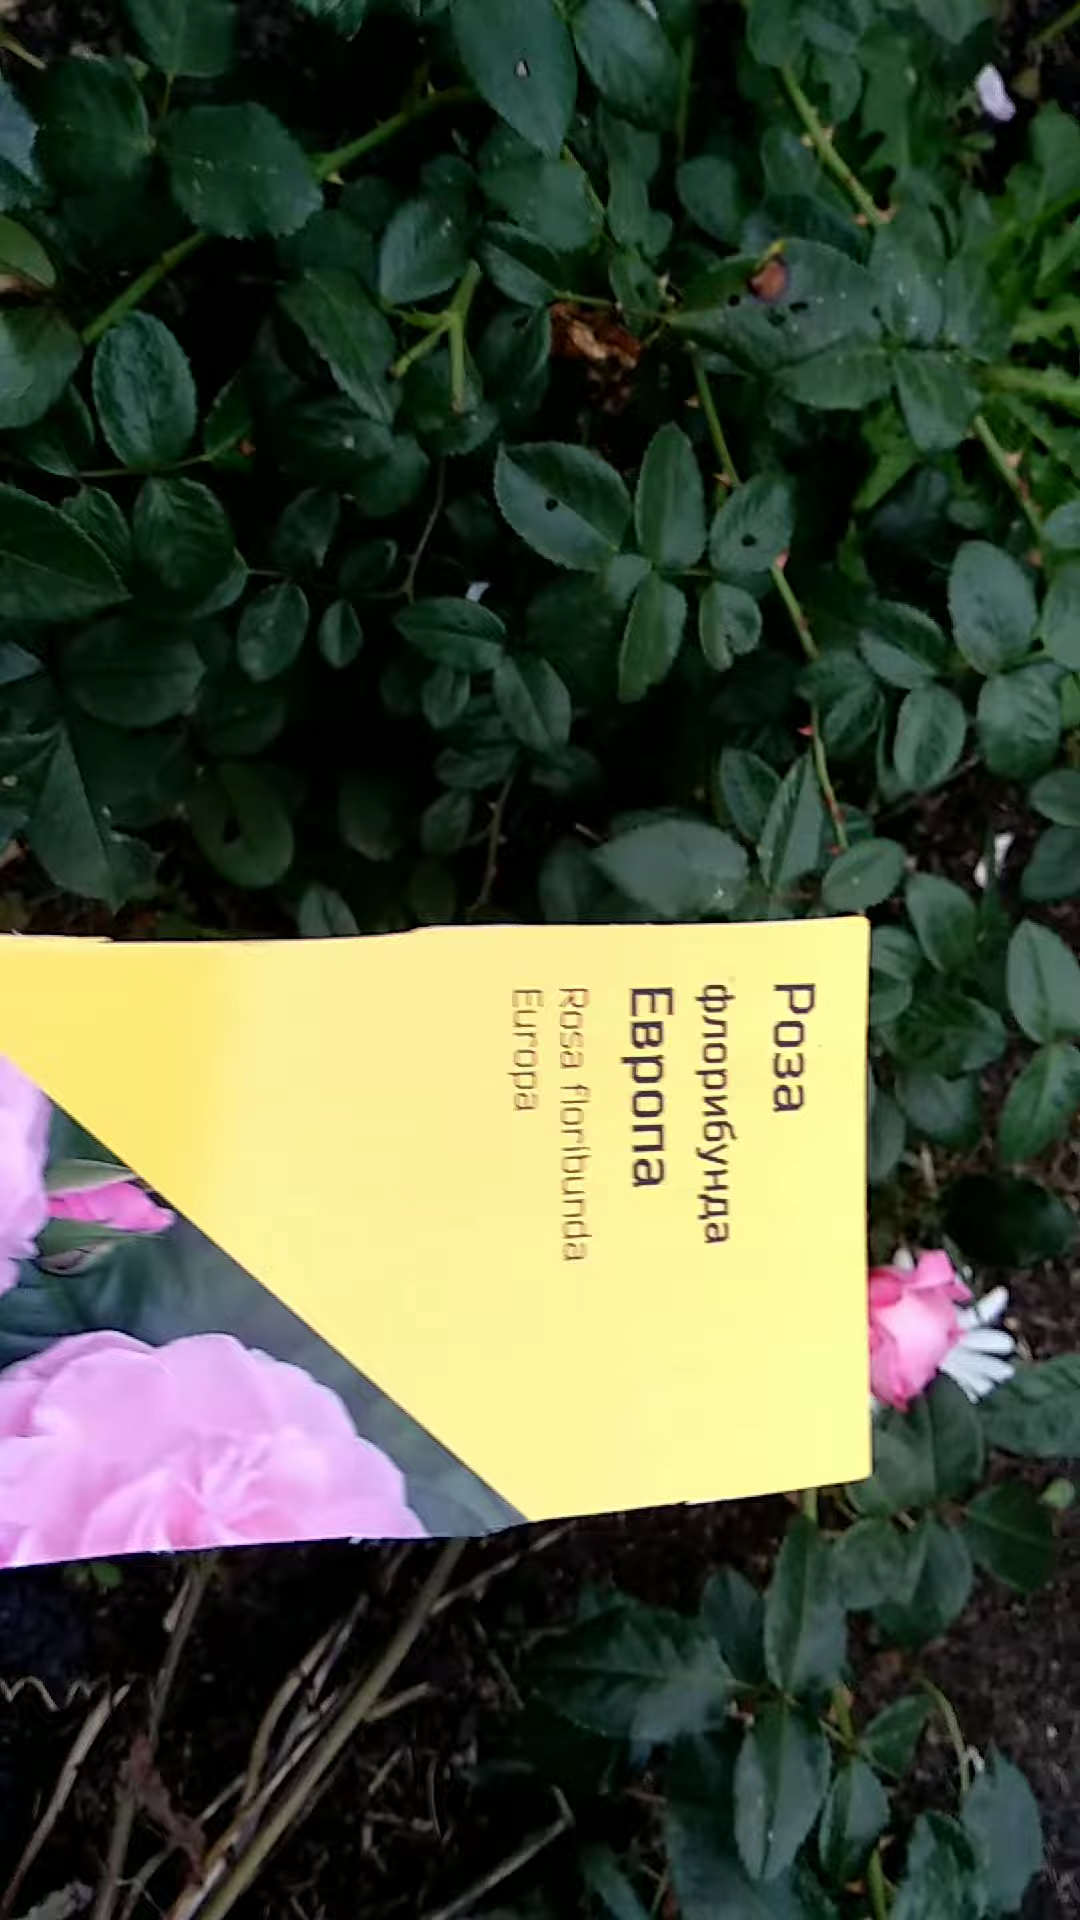 Роза
флорибунда
Европа
Rosa floribunda
Europa